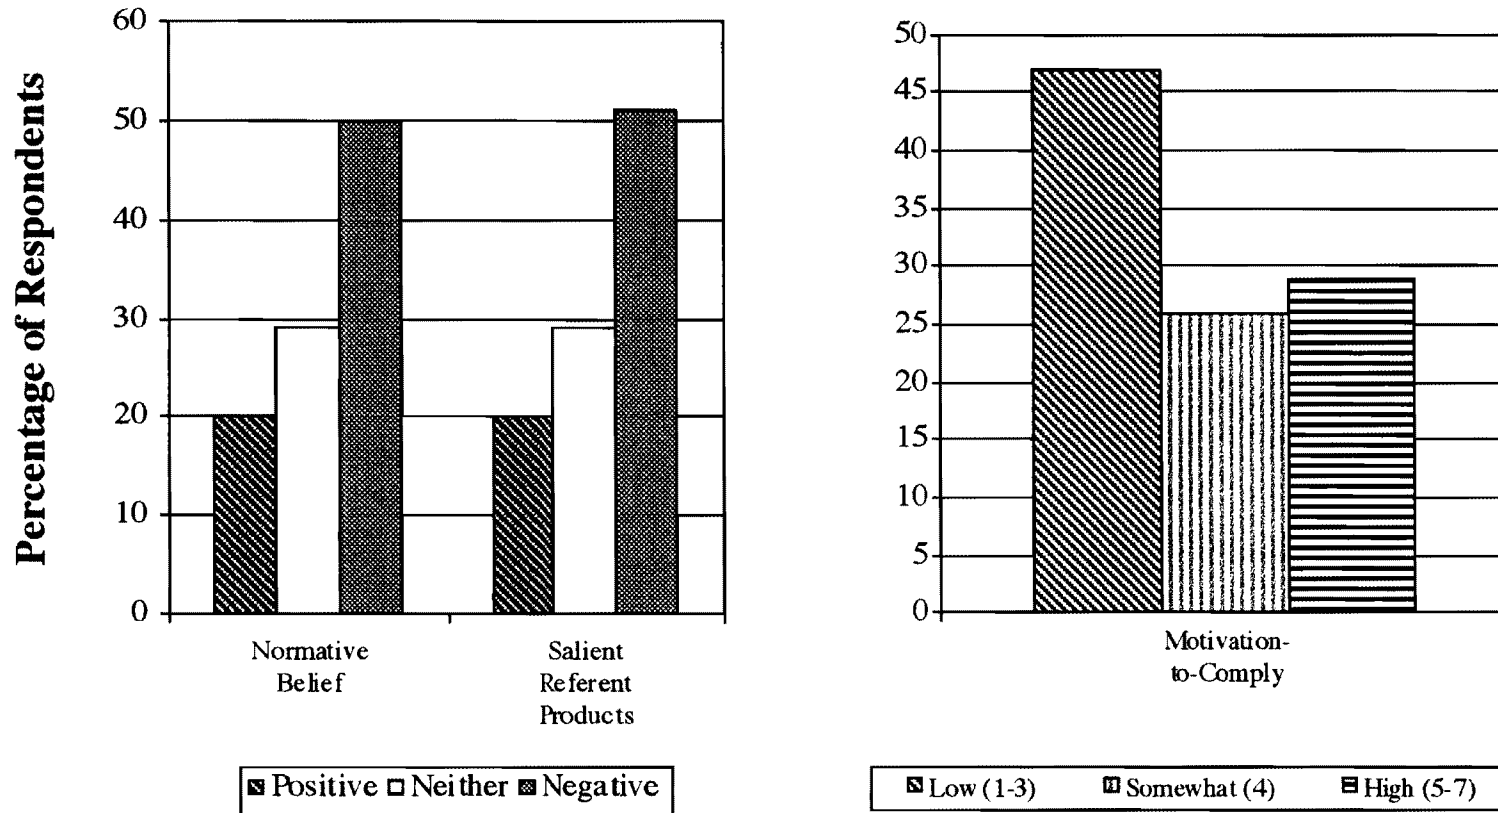 Percentage of Respondents
60
50
40
30
20
10
0
Normative
Belief
Salient
Referent
Products
Positive Neither Negative
50
45
40
35
30
25
20
15
10
5
0
Motivation-
to-Comply
Low (1-3) Somewhat (4) High (5-7)